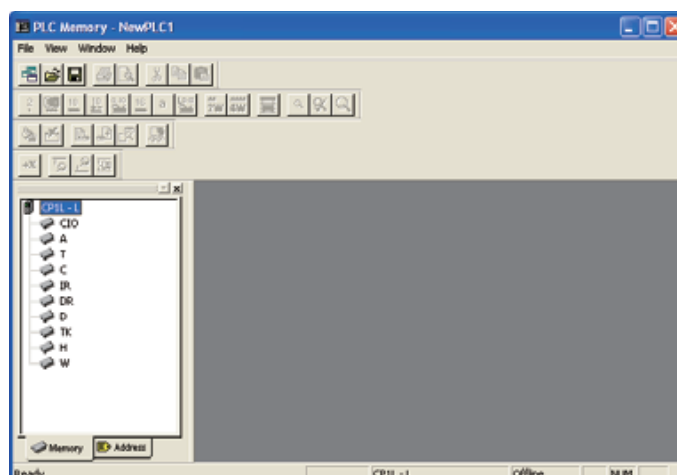 PLC Memory - NewPLC1
File View Window Help
CP1L - L
CIO
A
T
C
IR
DR
D
TK
H
W
Memory Address
Ready CP1L - L Offline NUM